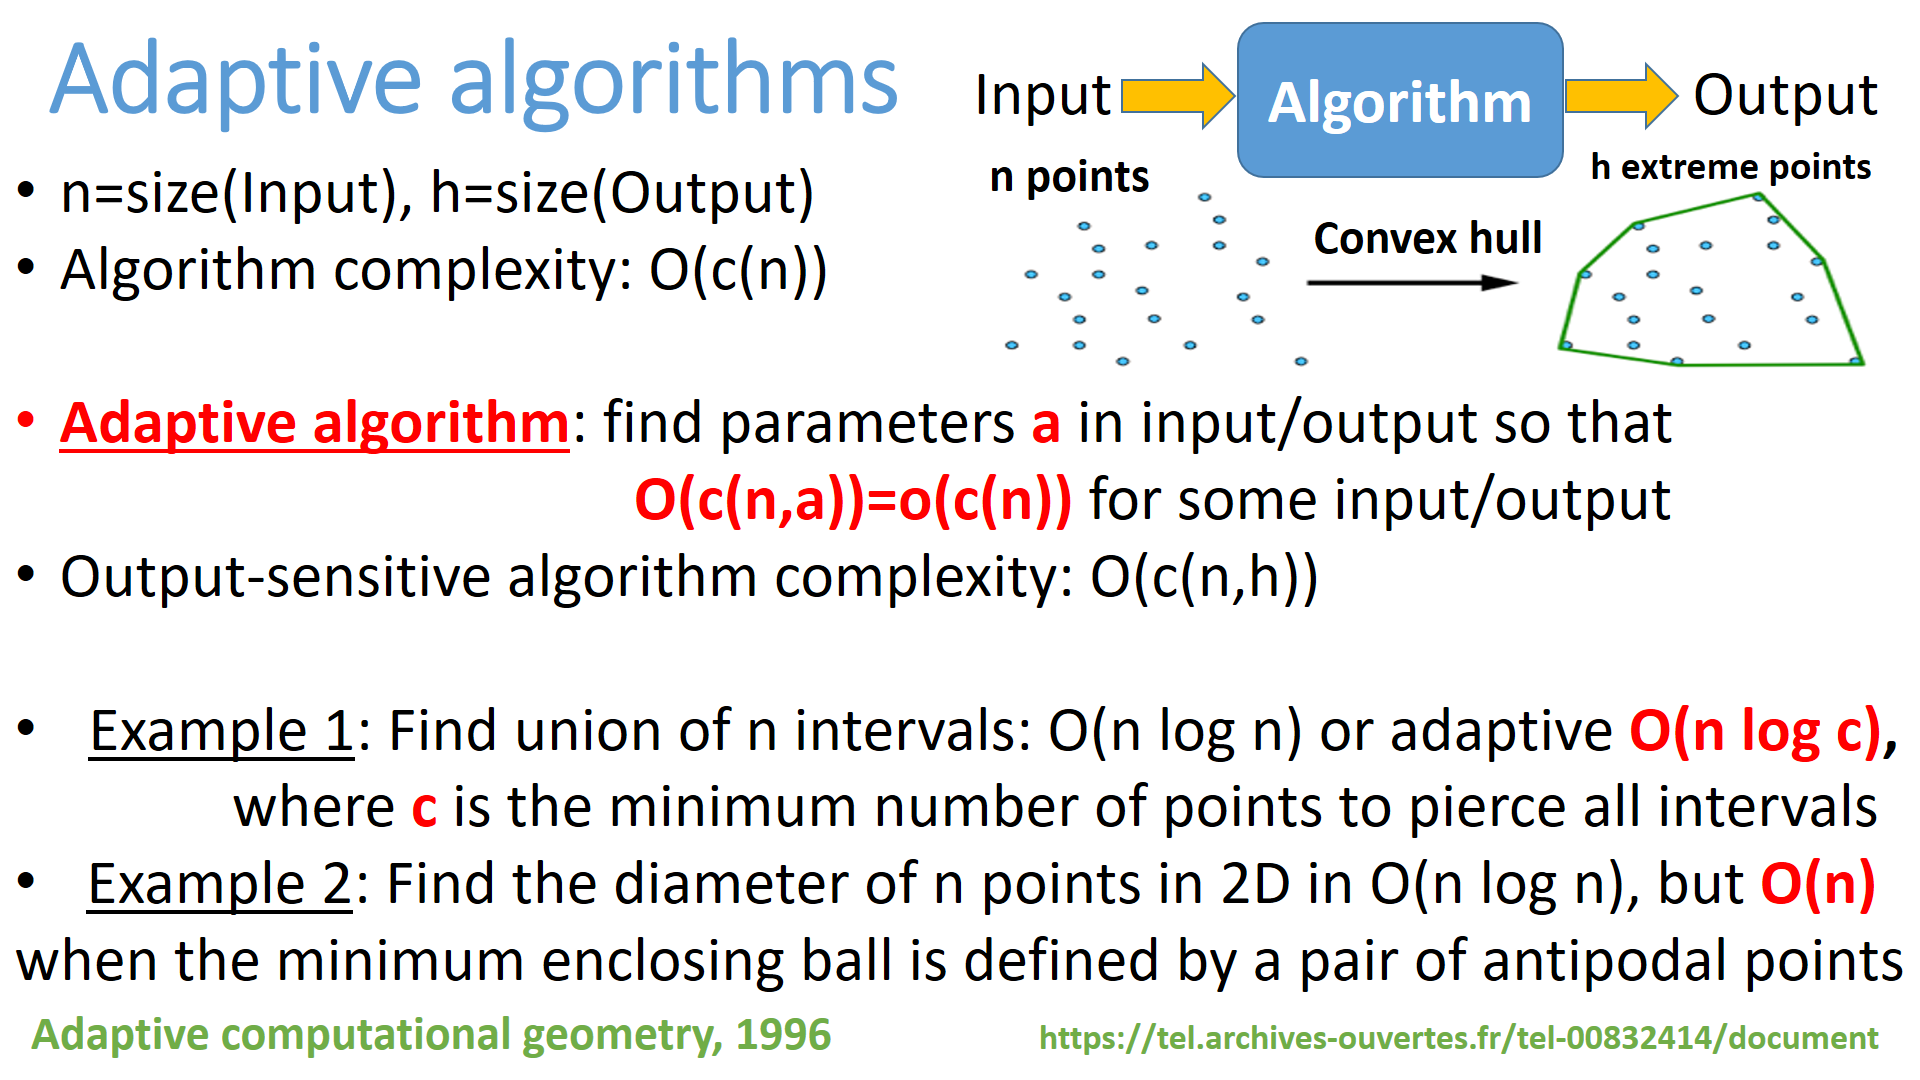 Adaptive algorithms
Input
Algorithm
Output
n points
h extreme points
Convex hull
• n=size(Input), h=size(Output)
• Algorithm complexity: O(c(n))
• Adaptive algorithm: find parameters a in input/output so that
O(c(n,a))=o(c(n)) for some input/output
• Output-sensitive algorithm complexity: O(c(n,h))
• Example 1: Find union of n intervals: O(n log n) or adaptive O(n log c),
where c is the minimum number of points to pierce all intervals
• Example 2: Find the diameter of n points in 2D in O(n log n), but O(n)
when the minimum enclosing ball is defined by a pair of antipodal points
Adaptive computational geometry, 1996
https://tel.archives-ouvertes.fr/tel-00832414/document